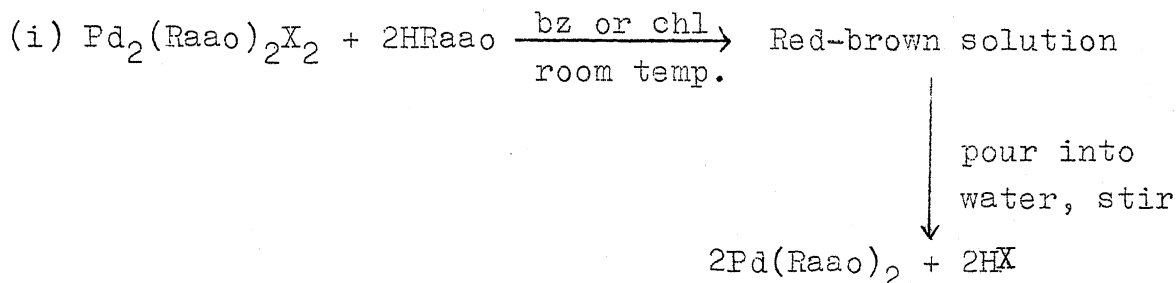 (i) Pd₂(Raao)₂X₂ + 2HRaao bz or chl → Red-brown solution
room temp.
pour into
water, stir
2Pd(Raao)₂ + 2HX